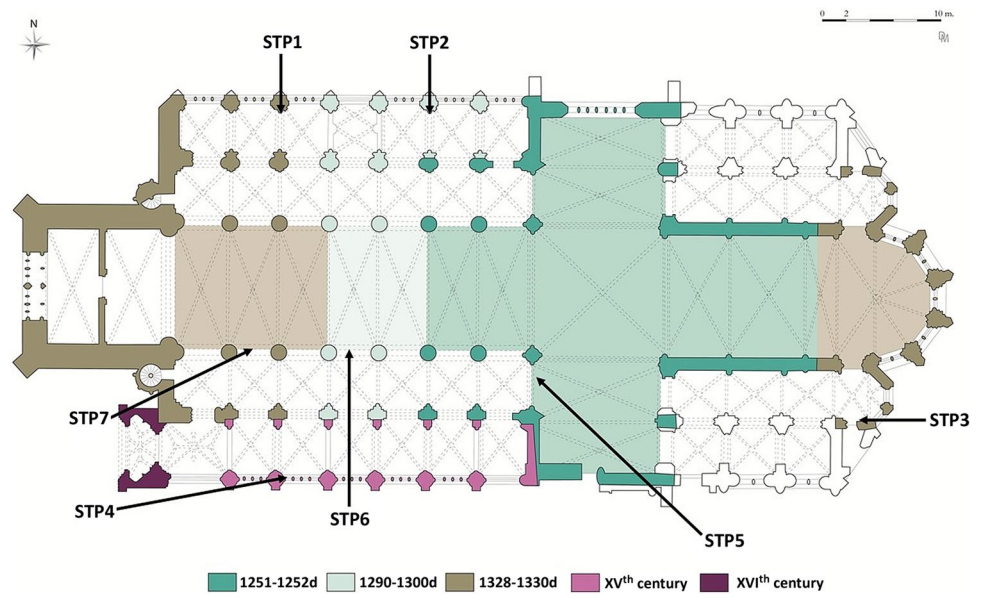 N
0 2 10 m.
STP1 STP2
STP3
STP7
STP4
STP6
STP5
1251-1252d 1290-1300d 1328-1330d XVth century XVIth century